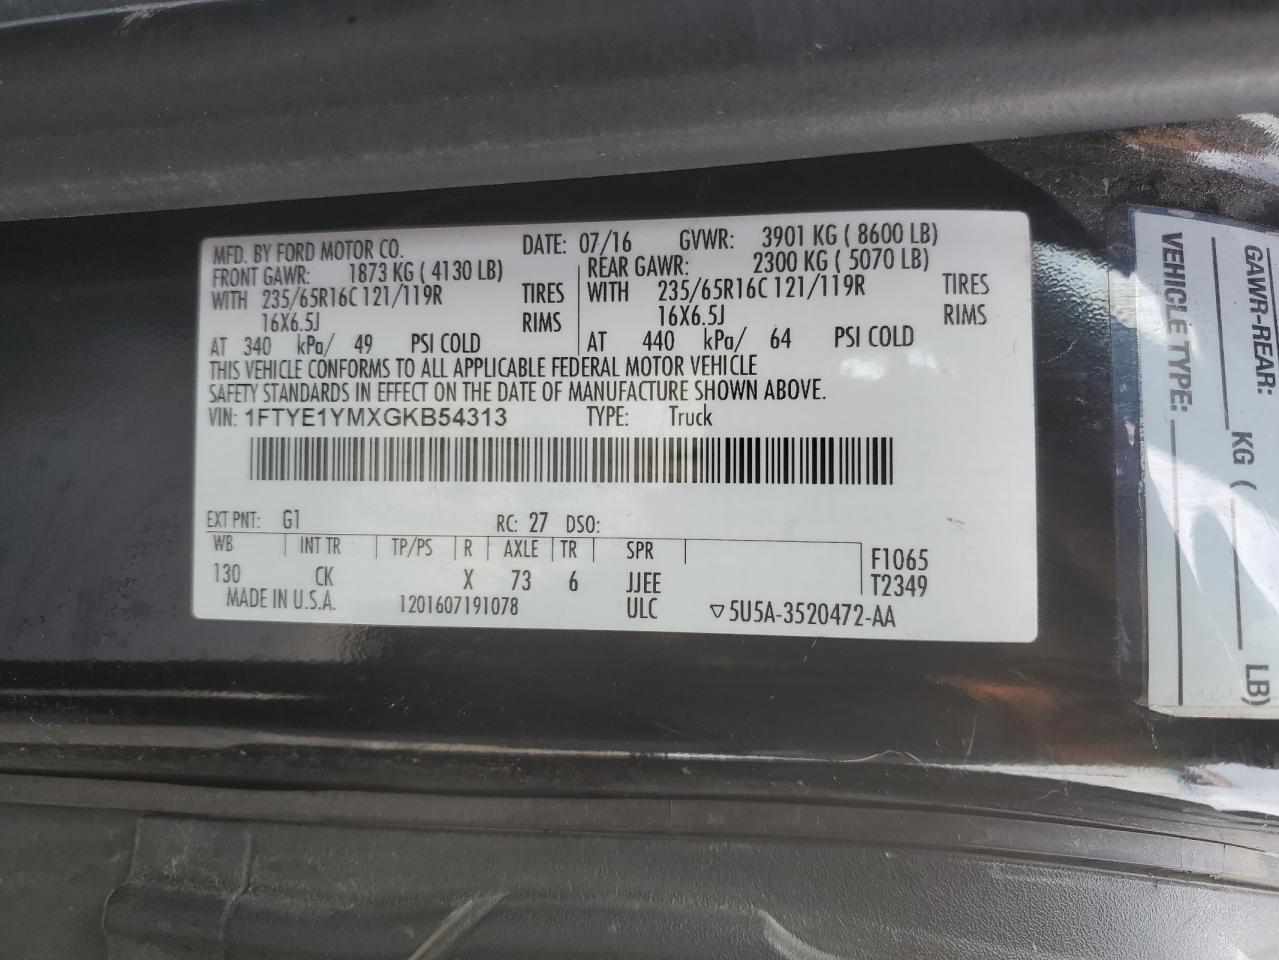 MFD. BY FORD MOTOR CO. DATE: 07/16 GVWR: 3901 KG ( 8600 LB)
FRONT GAWR: 1873 KG ( 4130 LB) REAR GAWR: 2300 KG ( 5070 LB)
WITH 235/65R16C 121/119R TIRES WITH 235/65R16C 121/119R TIRES
16X6.5J RIMS 16X6.5J RIMS
AT 340 kPa/ 49 PSI COLD AT 440 kPa/ 64 PSI COLD
THIS VEHICLE CONFORMS TO ALL APPLICABLE FEDERAL MOTOR VEHICLE
SAFETY STANDARDS IN EFFECT ON THE DATE OF MANUFACTURE SHOWN ABOVE.
VIN: 1FTYE1YMXGKB54313 TYPE: Truck
EXT PNT: G1 RC: 27 DSO:
WB INT TR TP/PS R AXLE TR SPR F1065
130 CK X 73 6 JJEE T2349
MADE IN U.S.A. 1201607191078 ULC ▽5U5A-3520472-AA
GAWR-REAR: KG ( LB)
VEHICLE TYPE: